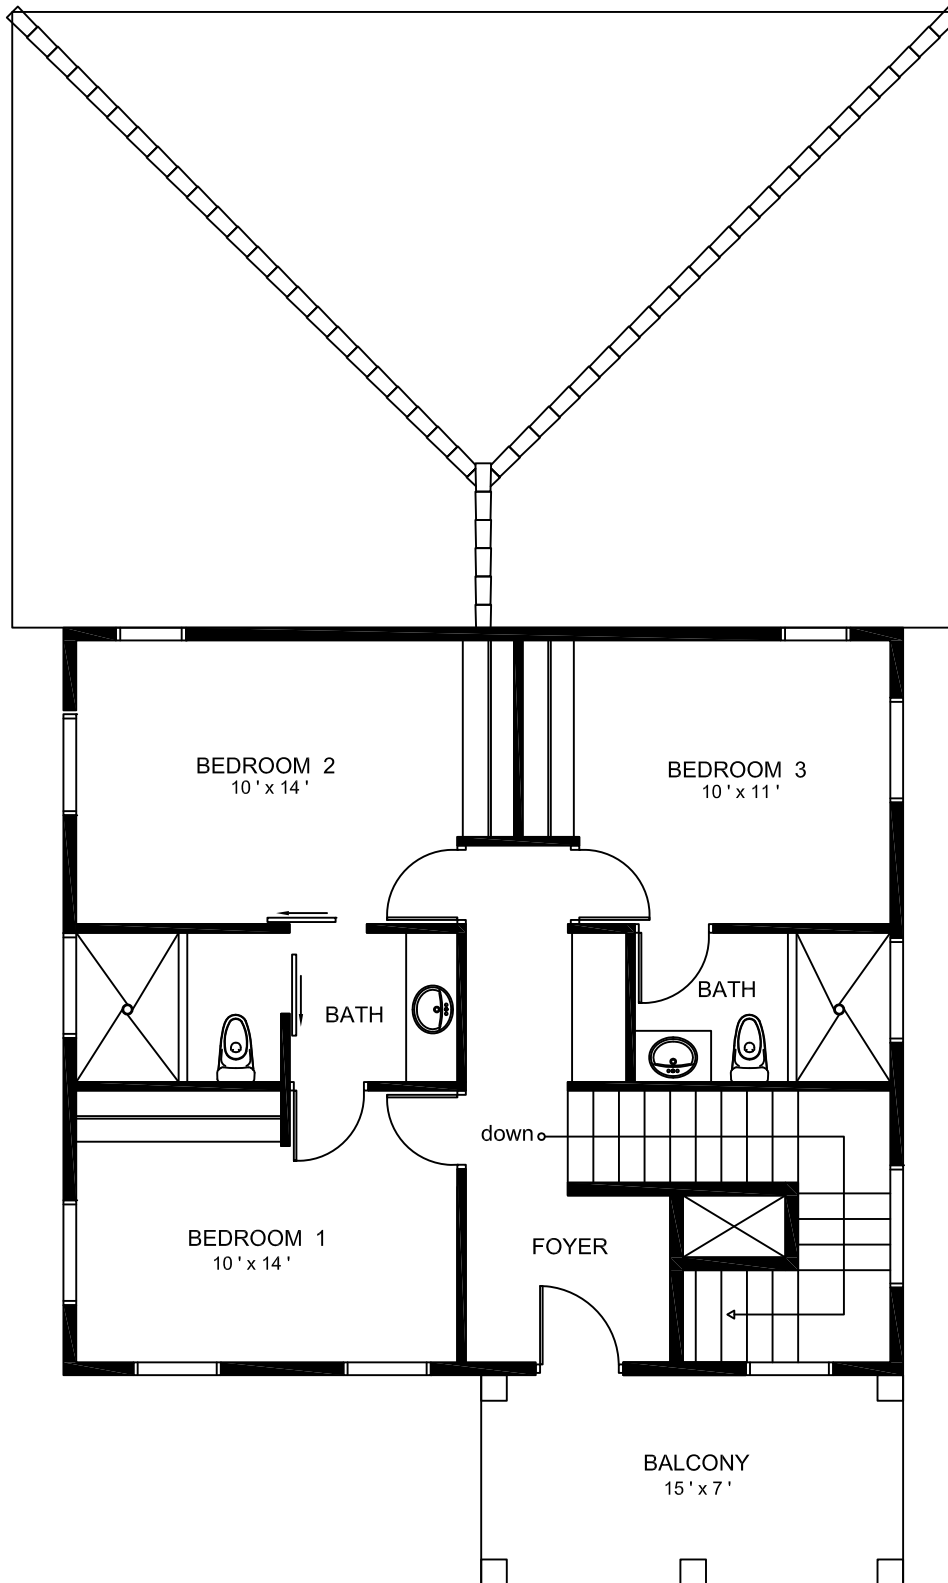 BEDROOM 2
10 ' x 14 '
BEDROOM 3
10 ' x 11 '
BATH
BATH
down
BEDROOM 1
10 ' x 14 '
FOYER
BALCONY
15 ' x 7 '